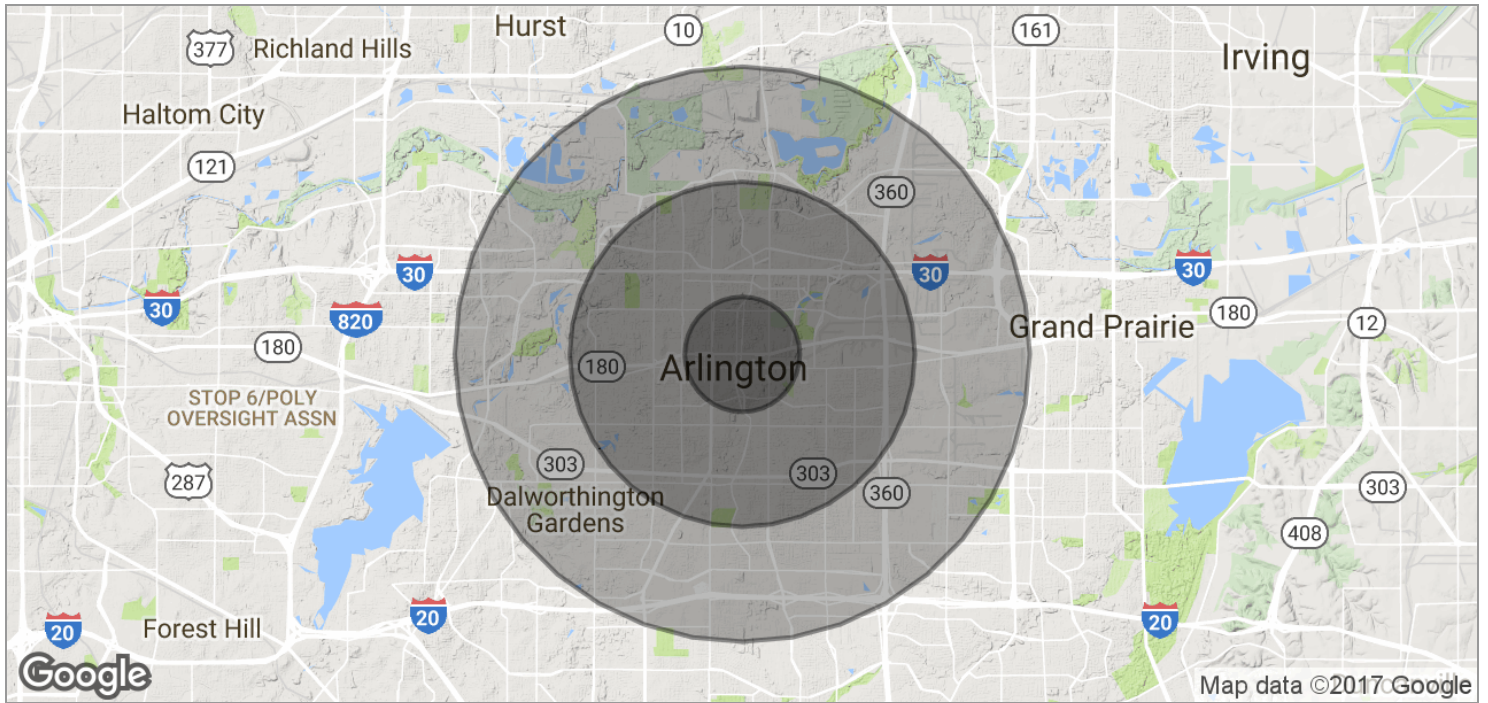 Hurst
10
161
377
Richland Hills
Irving
Haltom City
121
360
30
30
30
30
820
180
Grand Prairie
180
12
180
Arlington
STOP 6/POLY
OVERSIGHT ASSN
303
287
303
360
303
Dalworthington
Gardens
408
20
20
20
Forest Hill
Google
Map data ©2017 Google